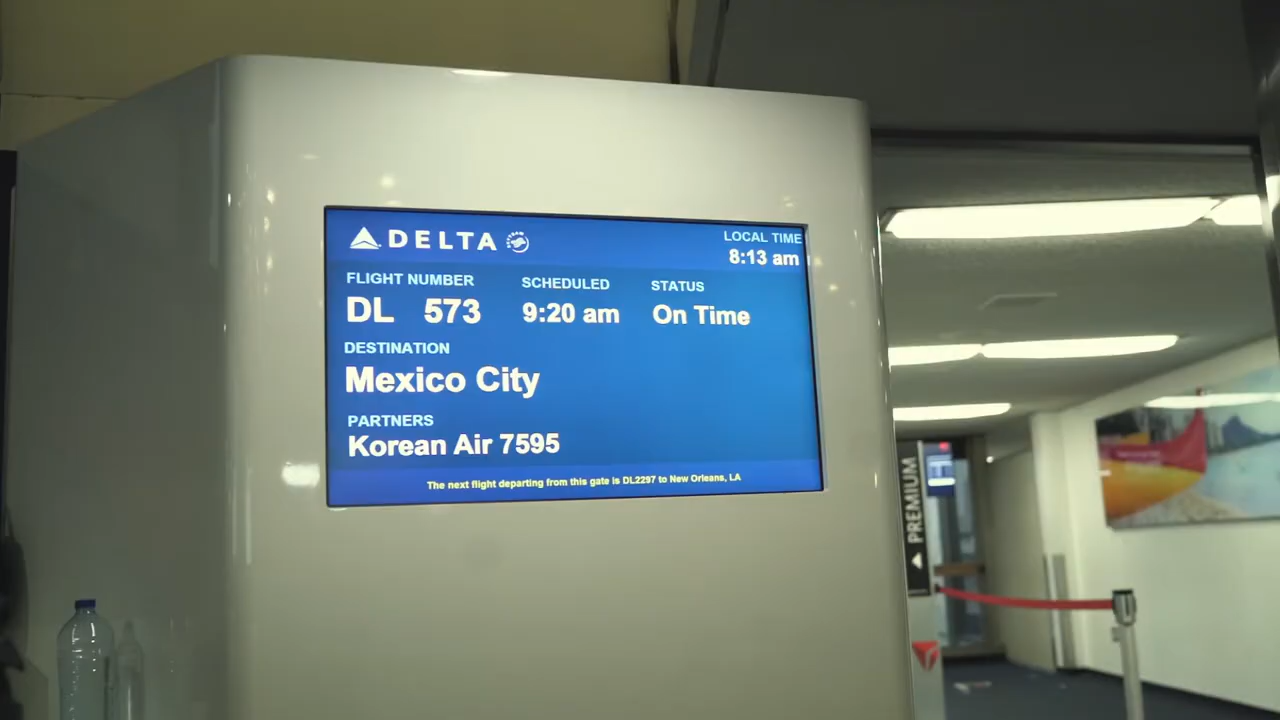 DELTA
LOCAL TIME
8:13 am
FLIGHT NUMBER SCHEDULED STATUS
DL 573 9:20 am On Time
DESTINATION
Mexico City
PARTNERS
Korean Air 7595
The next flight departing from this gate is DL2297 to New Orleans, LA
PREMIUM